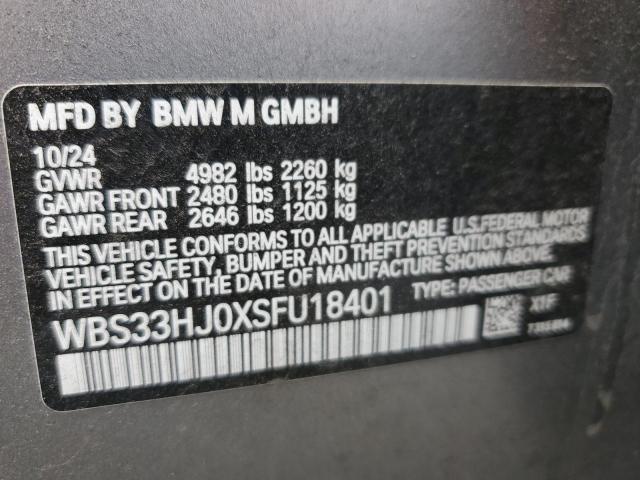 MFD BY BMW M GMBH
10/24
GVWR 4982 lbs 2260 kg
GAWR FRONT 2480 lbs 1125 kg
GAWR REAR 2646 lbs 1200 kg
THIS VEHICLE CONFORMS TO ALL APPLICABLE U.S.FEDERAL MOTOR
VEHICLE SAFETY, BUMPER AND THEFT PREVENTION STANDARDS
IN EFFECT ON THE DATE OF MANUFACTURE SHOWN ABOVE.
WBS33HJ0XSFU18401 TYPE: PASSENGER CAR
X1F